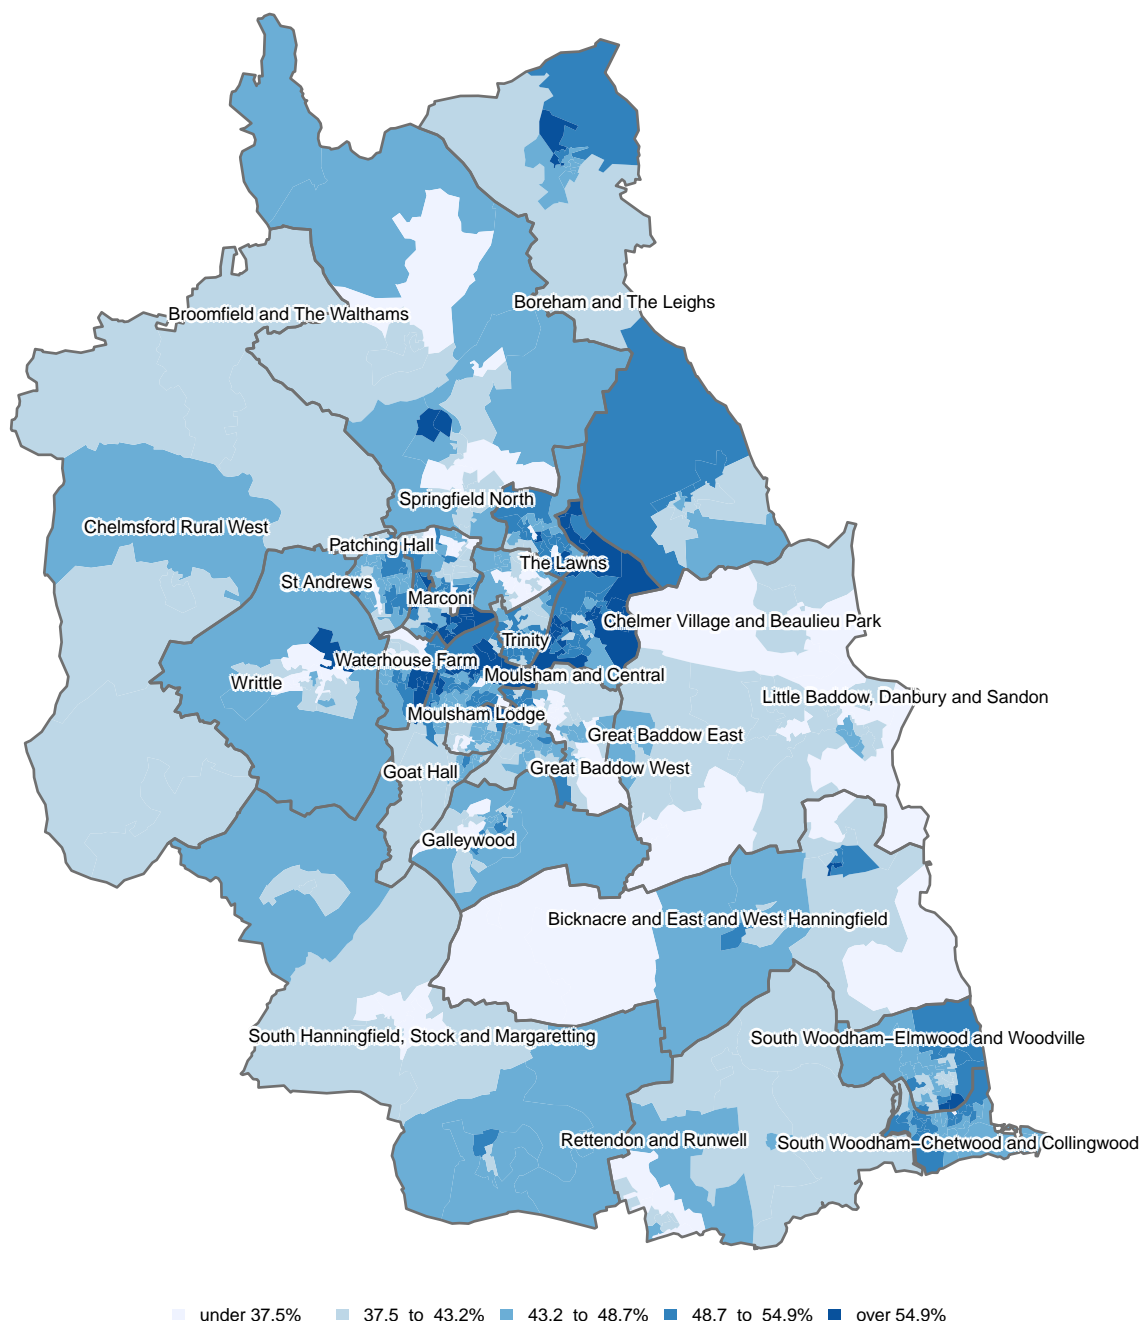 Boreham and The Leighs
Broomfield and The Walthams
Springfield North
Chelmsford Rural West
Patching Hall
The Lawns
St Andrews
Marconi
Chelmer Village and Beaulieu Park
Trinity
Waterhouse Farm
Moulsham and Central
Writtle
Little Baddow, Danbury and Sandon
Moulsham Lodge
Great Baddow East
Goat Hall
Great Baddow West
Galleywood
Bicknacre and East and West Hanningfield
South Hanningfield, Stock and Margaretting
South Woodham−Elmwood and Woodville
Rettendon and Runwell
South Woodham−Chetwood and Collingwood
under 37.5% 37.5 to 43.2% 43.2 to 48.7% 48.7 to 54.9% over 54.9%